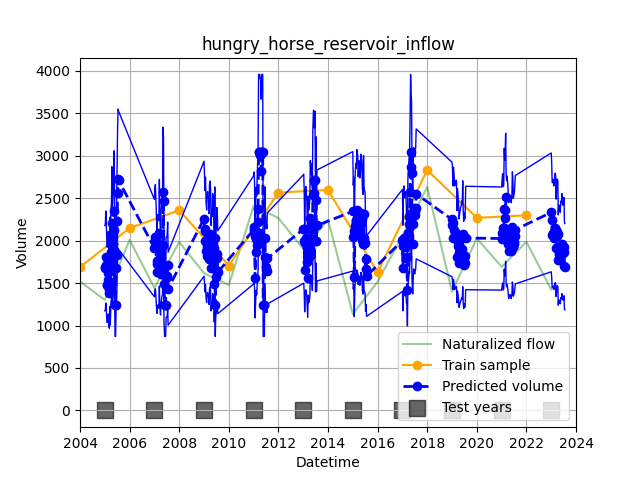 hungry_horse_reservoir_inflow
Volume
4000
3500
3000
2500
2000
1500
1000
500
0
Naturalized flow
Train sample
Predicted volume
Test years
2004 2006 2008 2010 2012 2014 2016 2018 2020 2022 2024
Datetime